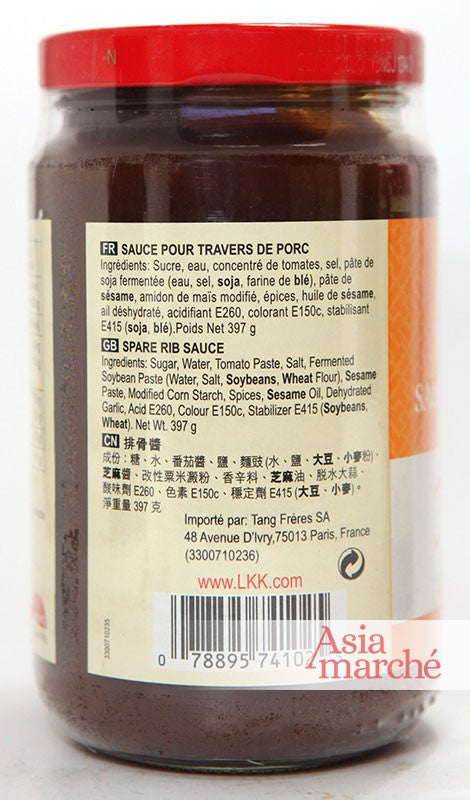 FR SAUCE POUR TRAVERS DE PORC
Ingrédients: Sucre, eau, concentré de tomates, sel, pâte de
soja fermentée (eau, sel, soja, farine de blé), pâte de
sésame, amidon de maïs modifié, épices, huile de sésame,
ail déshydraté, acidifiant E260, colorant E150c, stabilisant
E415 (soja, blé).Poids Net 397 g
GB SPARE RIB SAUCE
Ingredients: Sugar, Water, Tomato Paste, Salt, Fermented
Soybean Paste (Water, Salt, Soybeans, Wheat Flour), Sesame
Paste, Modified Corn Starch, Spices, Sesame Oil, Dehydrated
Garlic, Acid E260, Colour E150c, Stabilizer E415 (Soybeans,
Wheat). Net Wt. 397 g
CN 排骨醬
成份：糖、水、番茄醬、鹽、麵豉（水、鹽、大豆、小麥粉）、
芝麻醬、改性粟米澱粉、香辛料、芝麻油、脱水大蒜、
酸味劑 E260、色素 E150c、穩定劑 E415 (大豆、小麥)。
淨重量 397 克
Importé par: Tang Frères SA
48 Avenue D'Ivry,75013 Paris, France
(3300710236)
www.LKK.com
3300710235
0 78895 74102
Asia
marché